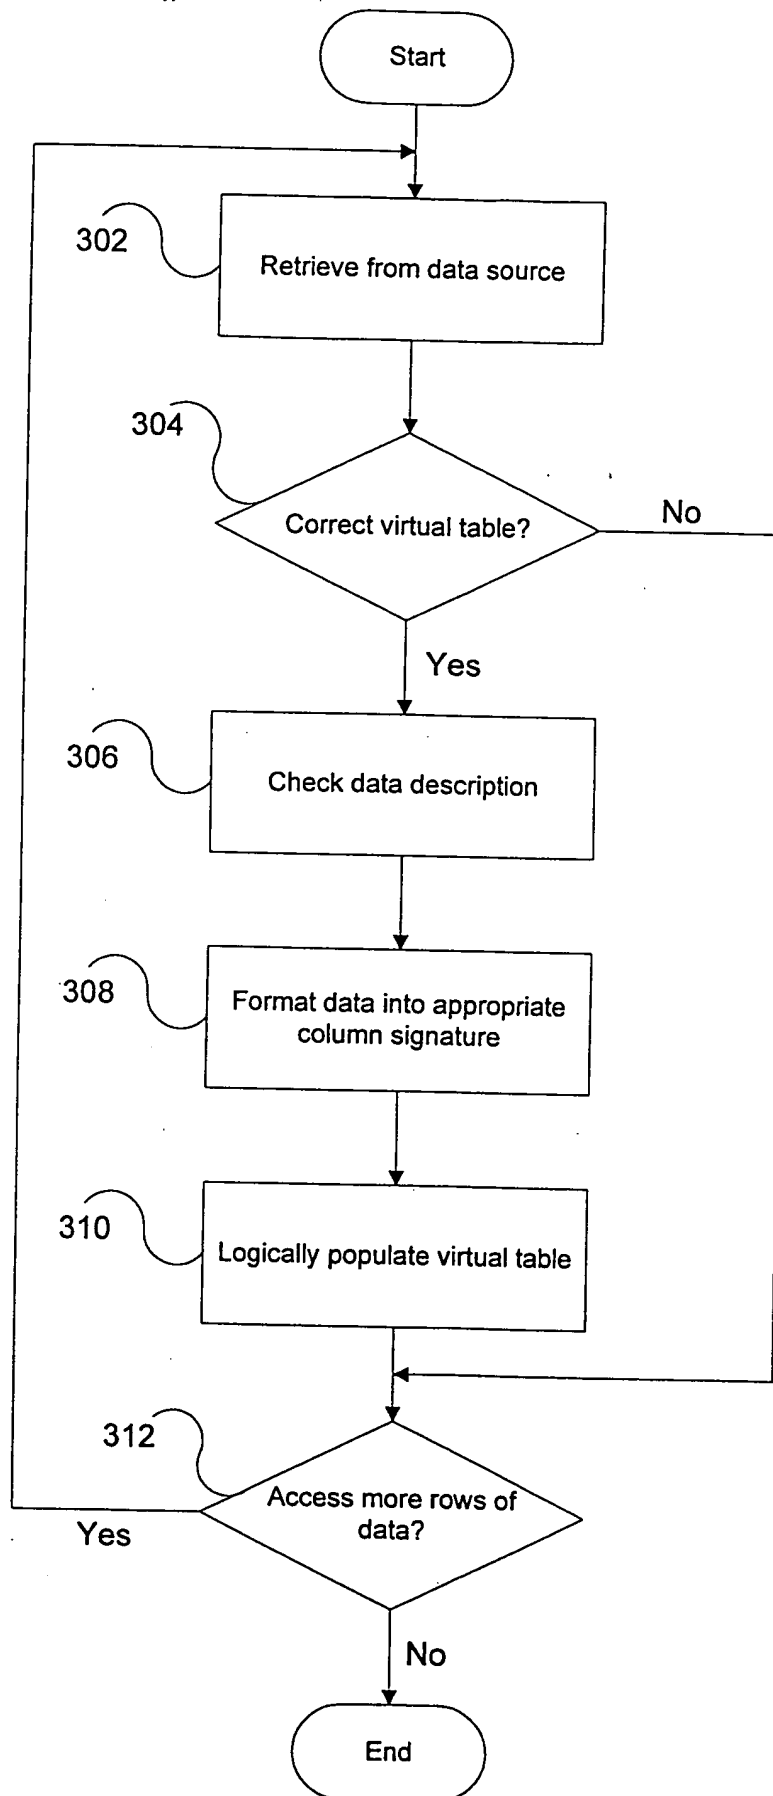 Start
302
Retrieve from data source
304
Correct virtual table?
No
Yes
306
Check data description
308
Format data into appropriate
column signature
310
Logically populate virtual table
312
Access more rows of
data?
Yes
No
End